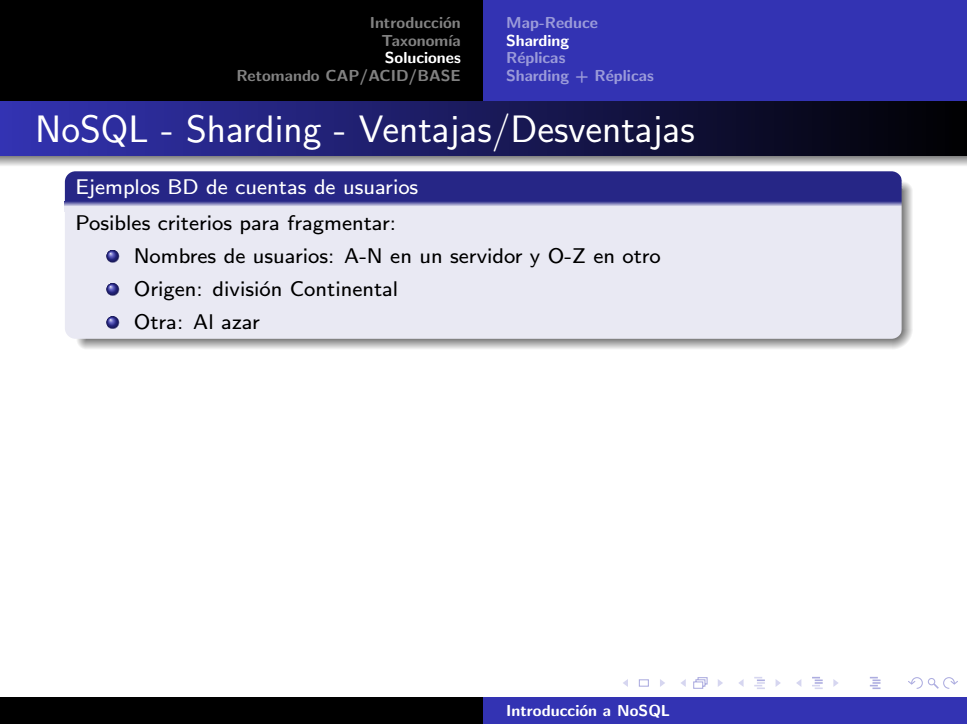 Introducción
Taxonomía
Soluciones
Retomando CAP/ACID/BASE
Map-Reduce
Sharding
Réplicas
Sharding + Réplicas
NoSQL - Sharding - Ventajas/Desventajas
Ejemplos BD de cuentas de usuarios
Posibles criterios para fragmentar:
Nombres de usuarios: A-N en un servidor y O-Z en otro
Origen: división Continental
Otra: Al azar
Introducción a NoSQL